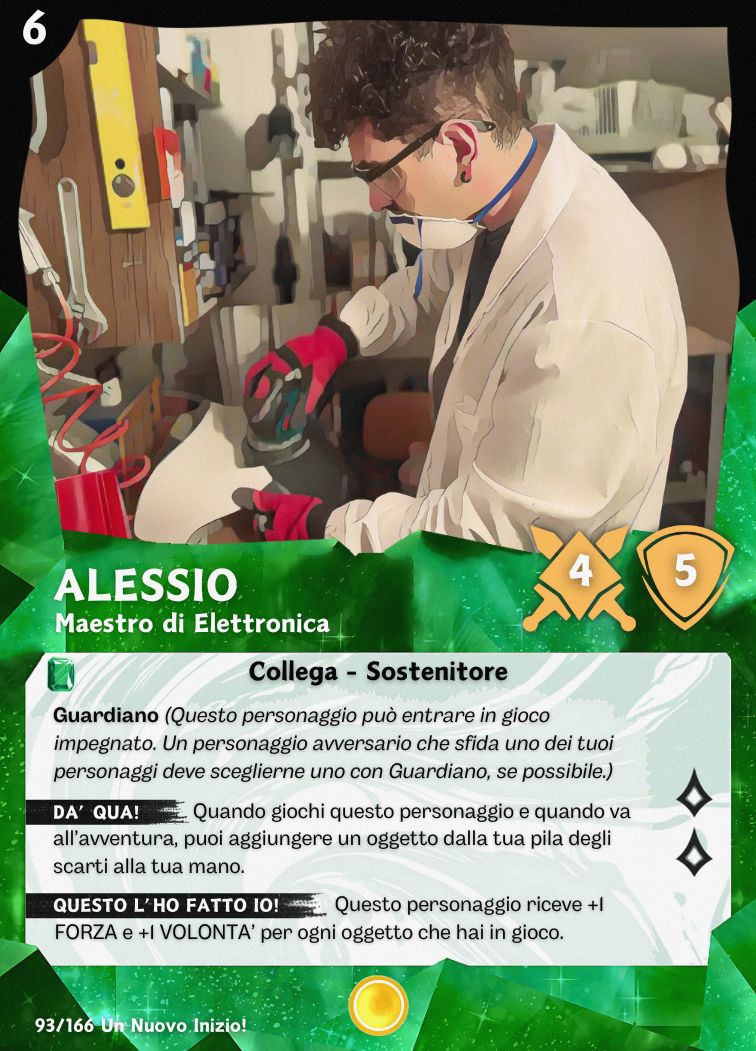 6
ALESSIO
Maestro di Elettronica
4
5
Collega - Sostenitore
Guardiano (Questo personaggio può entrare in gioco
impegnato. Un personaggio avversario che sfida uno dei tuoi
personaggi deve sceglierne uno con Guardiano, se possibile.)
DA' QUA! Quando giochi questo personaggio e quando va
all'avventura, puoi aggiungere un oggetto dalla tua pila degli
scarti alla tua mano.
QUESTO L'HO FATTO IO! Questo personaggio riceve +1
FORZA e +1 VOLONTA' per ogni oggetto che hai in gioco.
93/166 Un Nuovo Inizio!